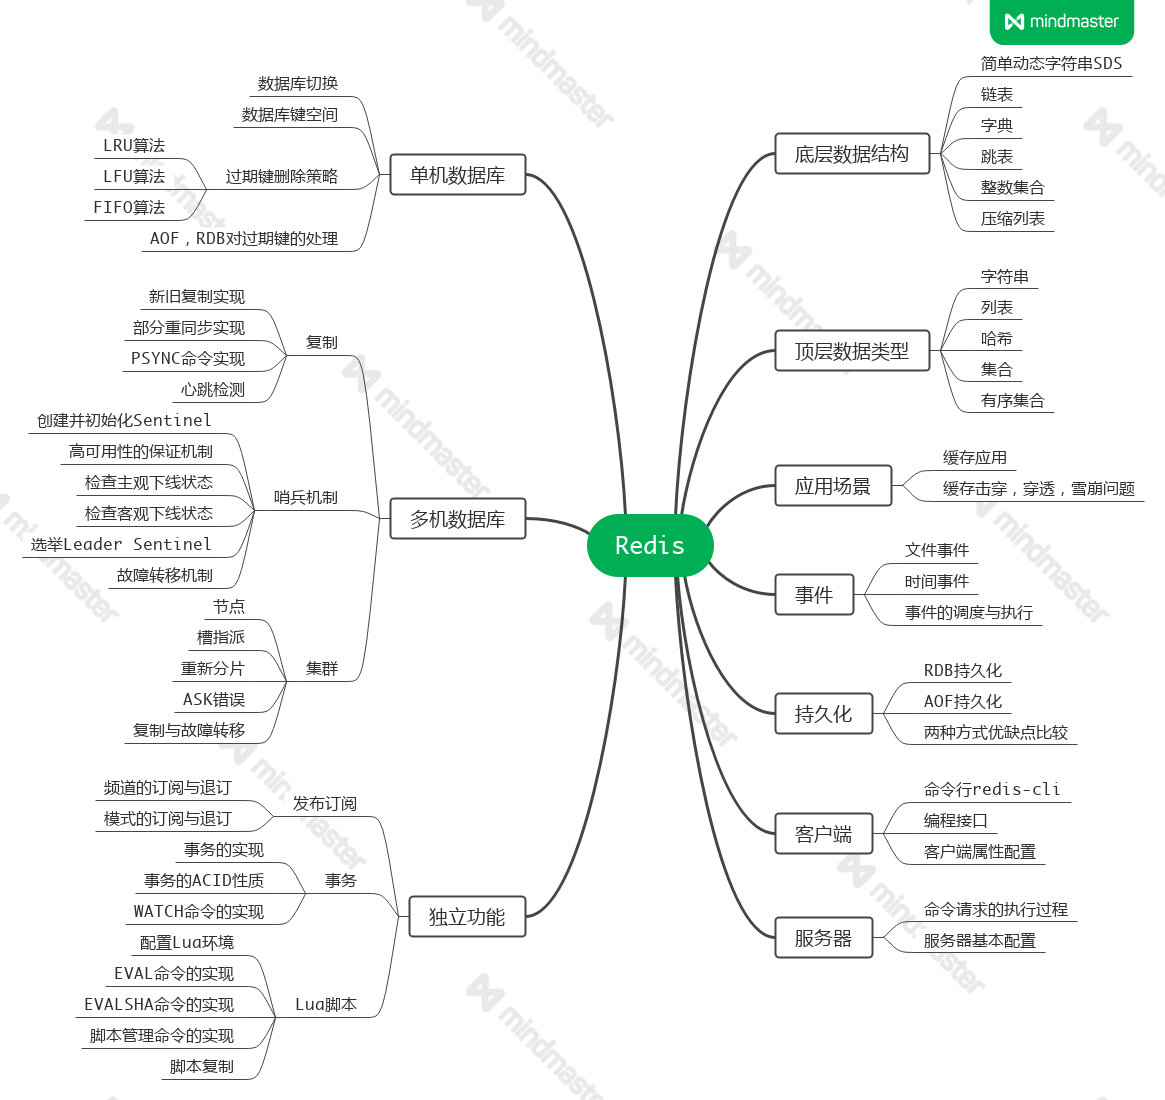 mindmaster
Redis
底层数据结构
简单动态字符串SDS
链表
字典
跳表
整数集合
压缩列表
顶层数据类型
字符串
列表
哈希
集合
有序集合
应用场景
缓存应用
缓存击穿，穿透，雪崩问题
事件
文件事件
时间事件
事件的调度与执行
持久化
RDB持久化
AOF持久化
两种方式优缺点比较
客户端
命令行redis-cli
编程接口
客户端属性配置
服务器
命令请求的执行过程
服务器基本配置
单机数据库
数据库切换
数据库键空间
过期键删除策略
LRU算法
LFU算法
FIFO算法
AOF，RDB对过期键的处理
多机数据库
复制
新旧复制实现
部分重同步实现
PSYNC命令实现
心跳检测
哨兵机制
创建并初始化Sentinel
高可用性的保证机制
检查主观下线状态
检查客观下线状态
选举Leader Sentinel
故障转移机制
集群
节点
槽指派
重新分片
ASK错误
复制与故障转移
独立功能
发布订阅
频道的订阅与退订
模式的订阅与退订
事务
事务的实现
事务的ACID性质
WATCH命令的实现
Lua脚本
配置Lua环境
EVAL命令的实现
EVALSHA命令的实现
脚本管理命令的实现
脚本复制